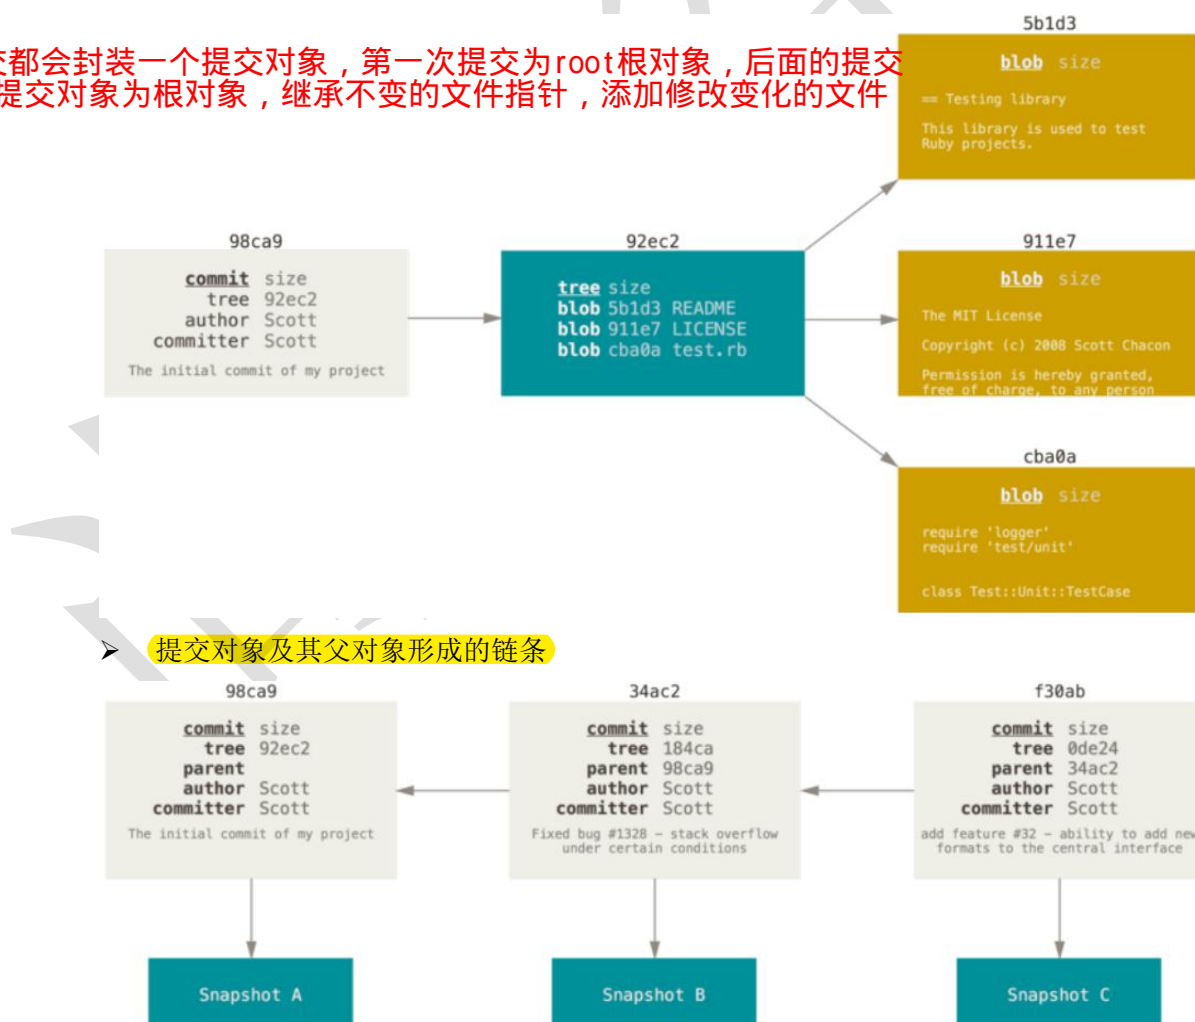 交都会封装一个提交对象，第一次提交为root根对象，后面的提交
提交对象为根对象，继承不变的文件指针，添加修改变化的文件
5b1d3
blob size
== Testing library
This library is used to test
Ruby projects.
98ca9
commit size
tree 92ec2
author Scott
committer Scott
The initial commit of my project
92ec2
tree size
blob 5b1d3 README
blob 911e7 LICENSE
blob cba0a test.rb
911e7
blob size
The MIT License
Copyright (c) 2008 Scott Chacon
Permission is hereby granted,
free of charge, to any person
cba0a
blob size
require 'logger'
require 'test/unit'
class Test::Unit::TestCase
➢ 提交对象及其父对象形成的链条
98ca9
commit size
tree 92ec2
parent
author Scott
committer Scott
The initial commit of my project
34ac2
commit size
tree 184ca
parent 98ca9
author Scott
committer Scott
Fixed bug #1328 – stack overflow
under certain conditions
f30ab
commit size
tree 0de24
parent 34ac2
author Scott
committer Scott
add feature #32 – ability to add new
formats to the central interface
Snapshot A
Snapshot B
Snapshot C